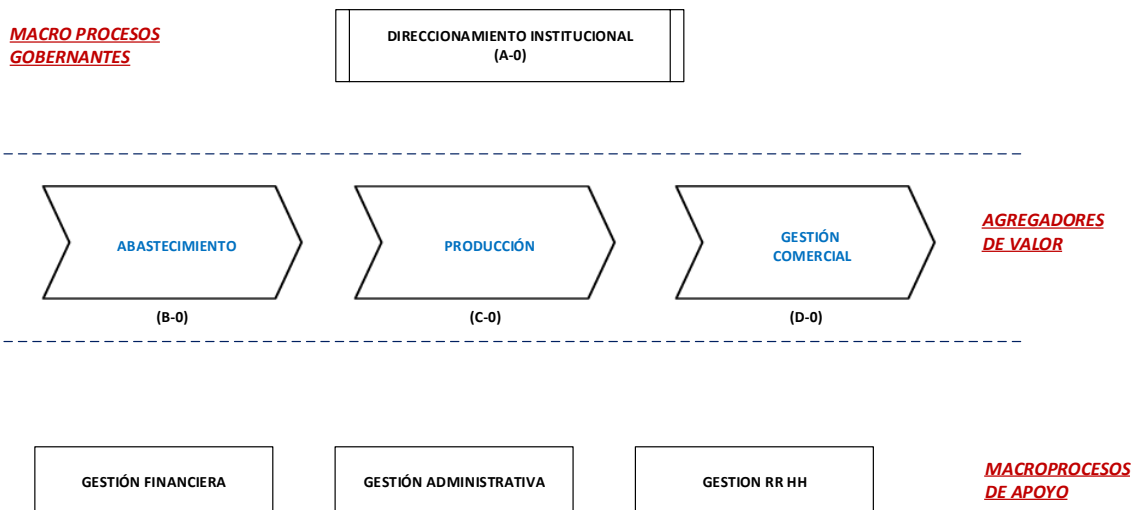 MACRO PROCESOS
GOBERNANTES
DIRECCIONAMIENTO INSTITUCIONAL
(A-0)
ABASTECIMIENTO
(B-0)
PRODUCCIÓN
(C-0)
GESTIÓN
COMERCIAL
(D-0)
AGREGADORES
DE VALOR
GESTIÓN FINANCIERA
GESTIÓN ADMINISTRATIVA
GESTION RR HH
MACROPROCESOS
DE APOYO